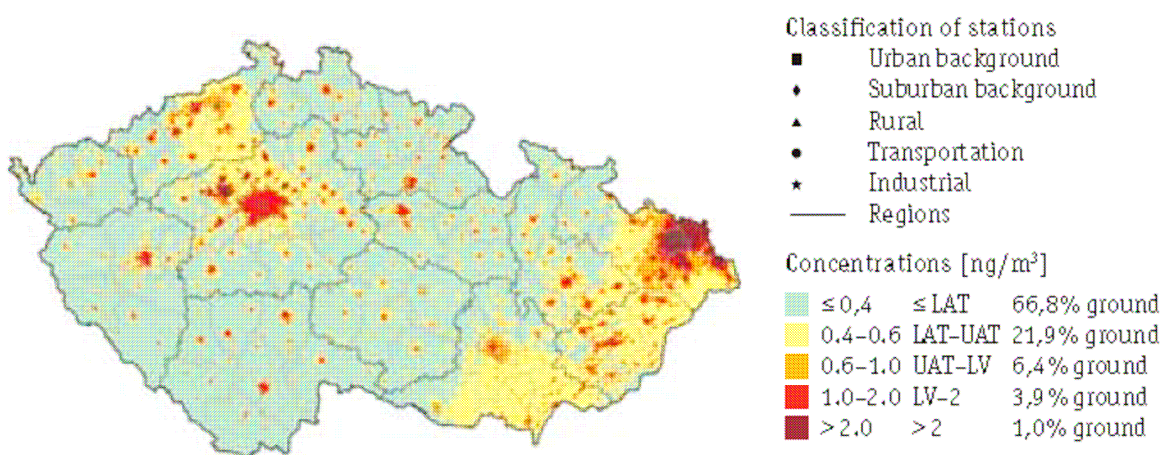 Classification of stations
Urban background
Suburban background
Rural
Transportation
Industrial
Regions
Concentrations [ng/m³]
≤0,4 ≤LAT 66,8% ground
0.4–0.6 LAT–UAT 21,9% ground
0.6–1.0 UAT–LV 6,4% ground
1.0–2.0 LV–2 3,9% ground
>2.0 >2 1,0% ground